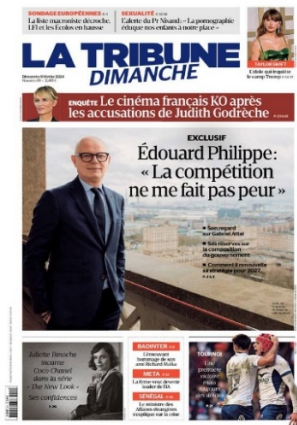 SONDAGE EUROPÉENNES
La liste macroniste décroche,
LFI et les Écolos en hausse
SEXUALITÉ
L'alerte du Pr Nisand: « La pornographie
éduque nos enfants à notre place »
LA TRIBUNE
DIMANCHE
TAYLOR SWIFT
L'idole qui inquiète
le camp Trump
ENQUÊTE Le cinéma français KO après
les accusations de Judith Godrèche
EXCLUSIF
Édouard Philippe:
« La compétition
ne me fait pas peur »
Son regard
sur Gabriel Attal
Ses réserves sur
la composition
du gouvernement
Comment il renouvelle
sa stratégie pour 2027
Juliette Binoche
incarne
Coco Chanel
dans la série
« The New Look »
Ses confidences
BADINTER
L'émouvant
hommage de son
ami Richard Malka
META
La firme veut devenir
leader de l'IA
SÉNÉGAL
Le ministre des
Affaires étrangères
s'explique sur la crise
TOURNOI
Une
première
victoire